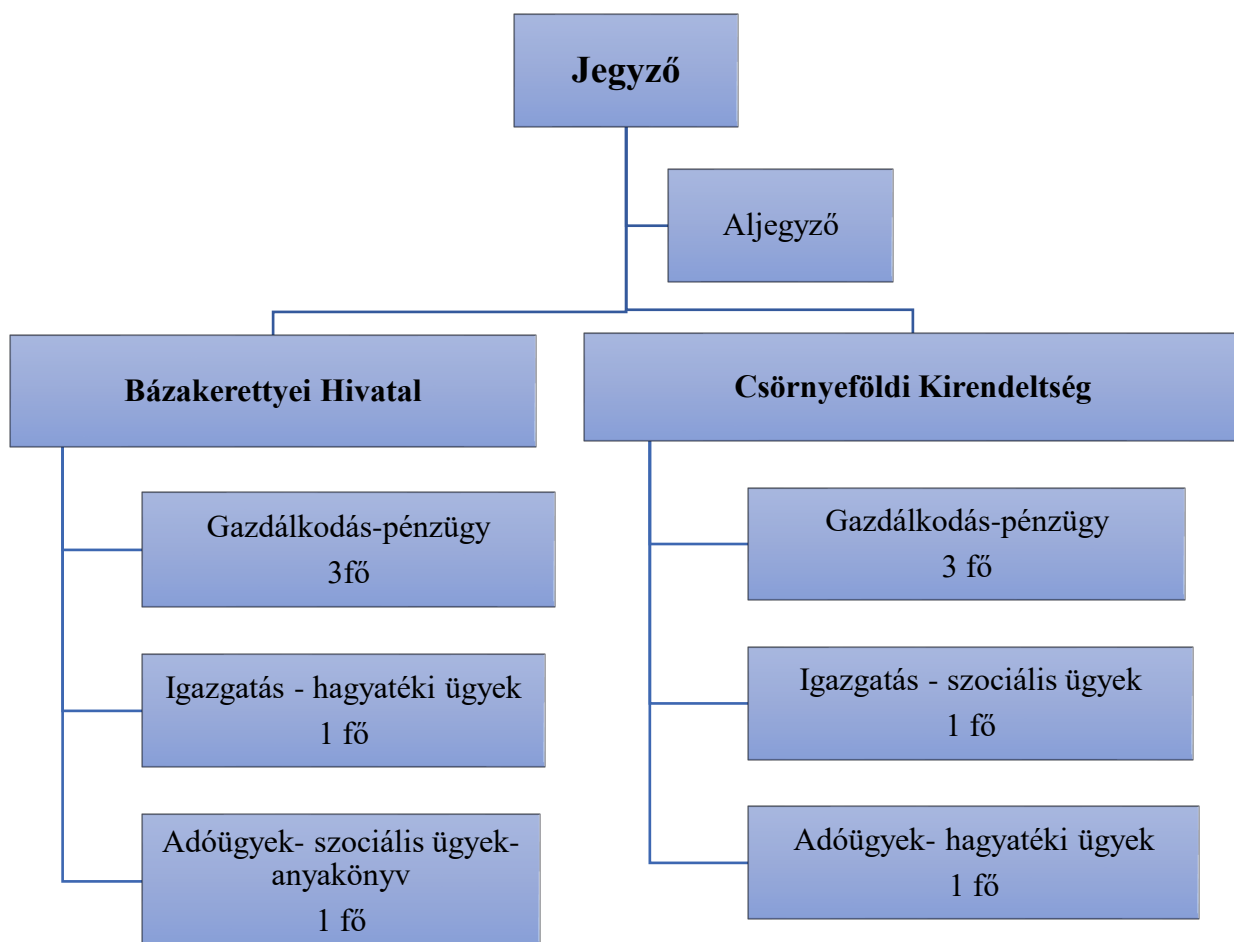 Jegyző
Aljegyző
Bázakerettyei Hivatal
Gazdálkodás-pénzügy
3fő
Igazgatás - hagyatéki ügyek
1 fő
Adóügyek- szociális ügyek-
anyakönyv
1 fő
Csörnyeföldi Kirendeltség
Gazdálkodás-pénzügy
3 fő
Igazgatás - szociális ügyek
1 fő
Adóügyek- hagyatéki ügyek
1 fő